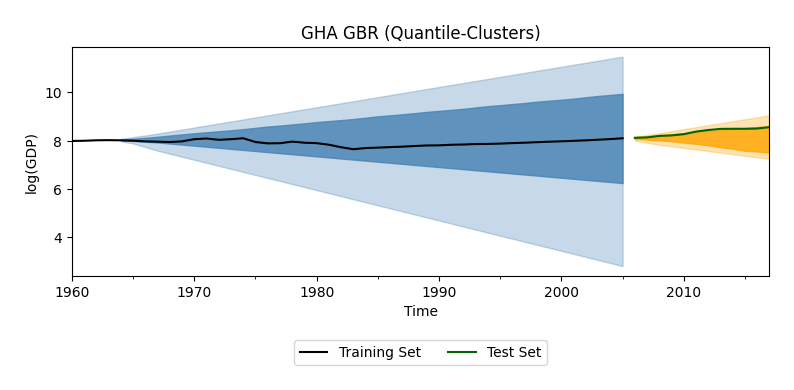 GHA GBR (Quantile-Clusters)
log(GDP)
10
8
6
4
1960 1970 1980 1990 2000 2010
Time
Training Set Test Set